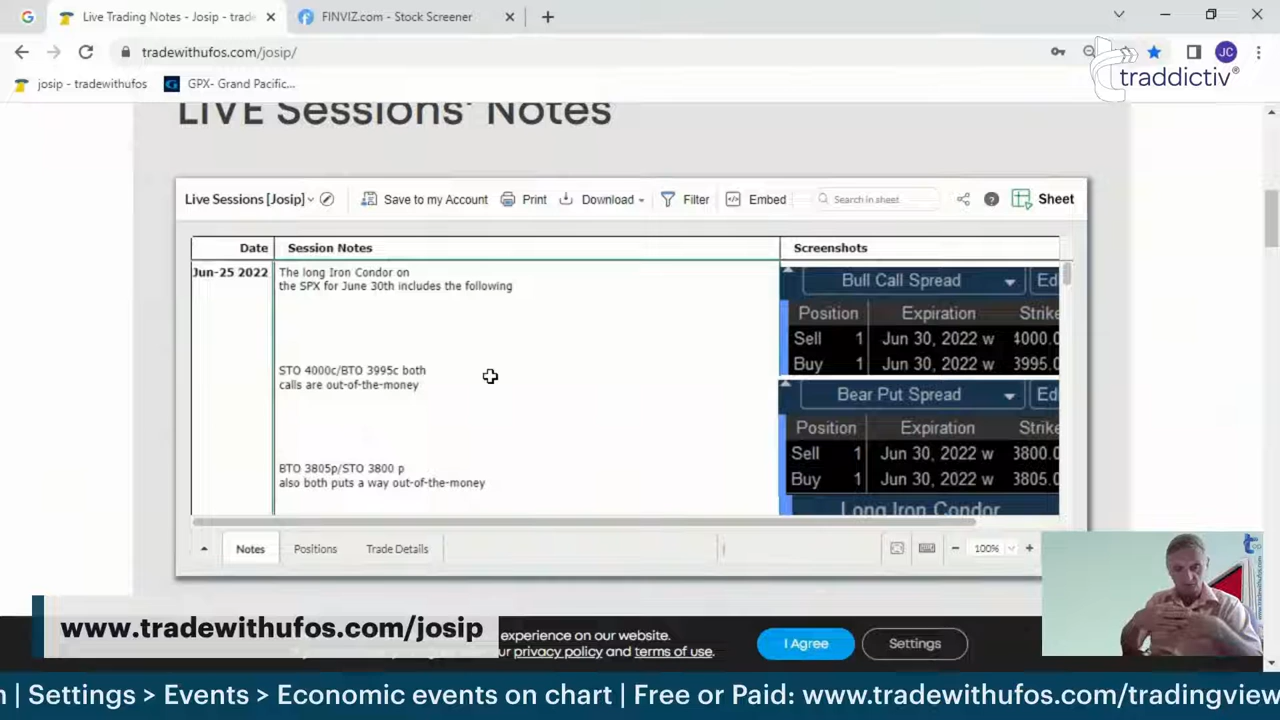 Live Trading Notes - Josip - trade
FINVIZ.com - Stock Screener
tradewithufos.com/josip/
JC
josip - tradewithufos
GPX- Grand Pacific...
traddictiv®
LIVE Sessions' Notes
Live Sessions [Josip]
Save to my Account
Print
Download
Filter
Embed
Search in sheet
Sheet
Date
Session Notes
Screenshots
Jun-25 2022
The long Iron Condor on
the SPX for June 30th includes the following
STO 4000c/BTO 3995c both
calls are out-of-the-money
BTO 3805p/STO 3800 p
also both puts a way out-of-the-money
Bull Call Spread
Ed
Position Expiration Strike
Sell 1 Jun 30, 2022 w 4000.0
Buy 1 Jun 30, 2022 w 3995.0
Bear Put Spread
Ed
Position Expiration Strike
Sell 1 Jun 30, 2022 w 3800.0
Buy 1 Jun 30, 2022 w 3805.0
Long Iron Condor
Notes
Positions
Trade Details
100%
www.tradewithufos.com/josip
experience on our website.
ur privacy policy and terms of use.
I Agree
Settings
n | Settings > Events > Economic events on chart | Free or Paid: www.tradewithufos.com/tradingview